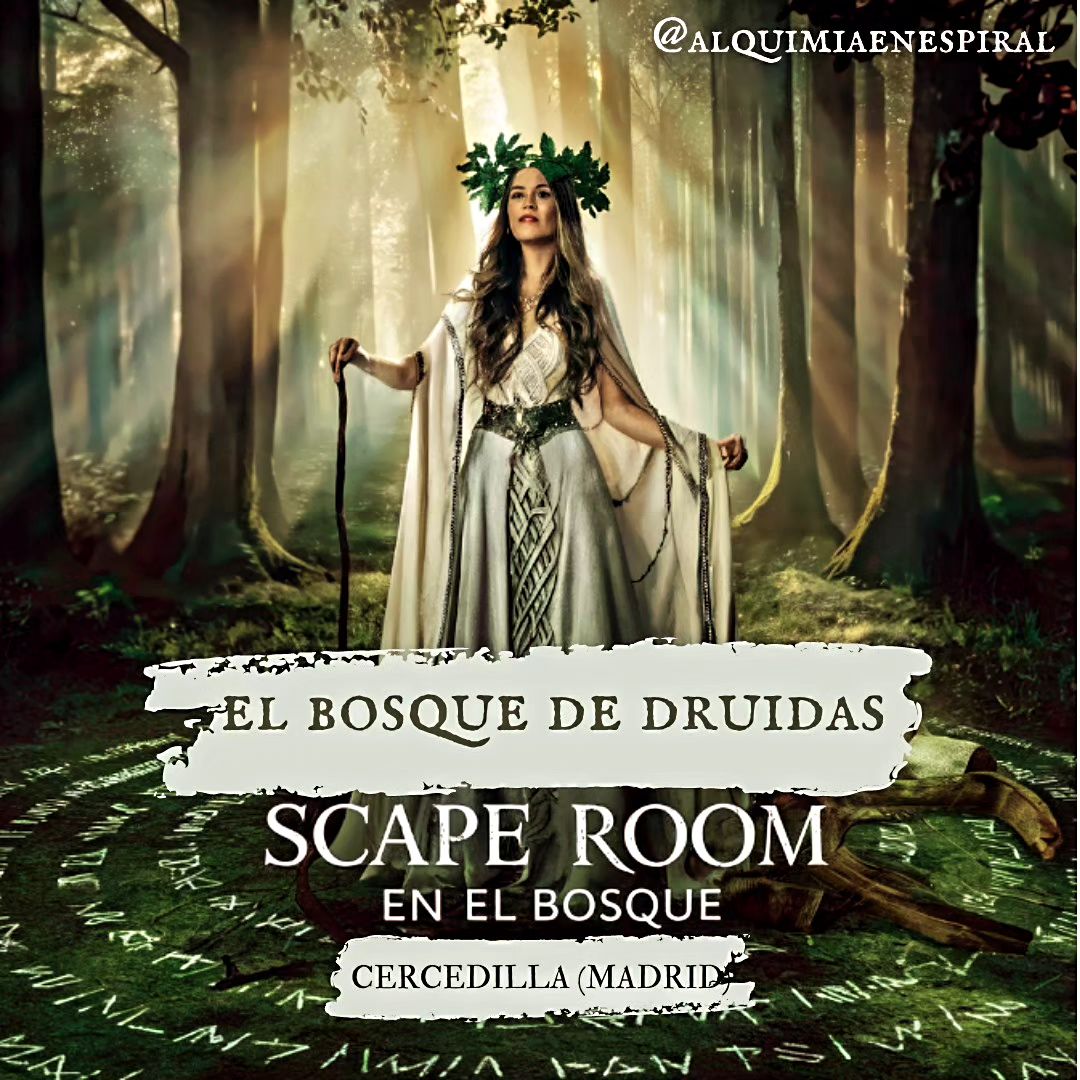 @ALQUIMIAENESPIRAL
EL BOSQUE DE DRUIDAS
SCAPE ROOM
EN EL BOSQUE
CERCEDILLA (MADRID)